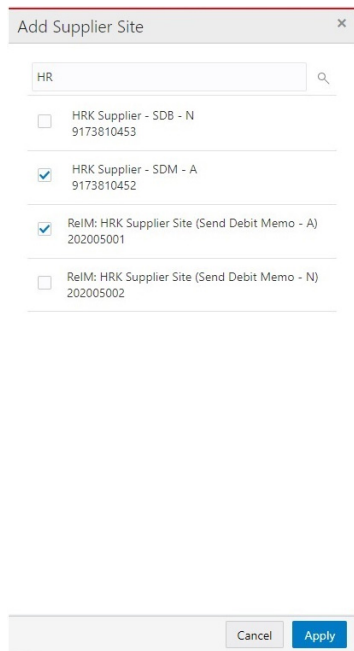 Add Supplier Site
HR
HRK Supplier - SDB - N
9173810453
HRK Supplier - SDM - A
9173810452
ReIM: HRK Supplier Site (Send Debit Memo - A)
202005001
ReIM: HRK Supplier Site (Send Debit Memo - N)
202005002
Cancel Apply